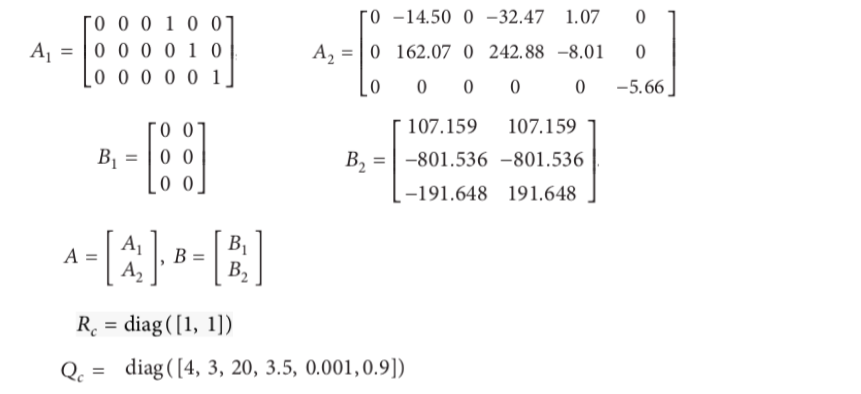 A₁ = [0 0 0 1 0 0  A₂ = [0 −14.50 0 −32.47 1.07 0
0 0 0 0 1 0  0 162.07 0 242.88 −8.01 0
0 0 0 0 0 1].  0 0 0 0 0 −5.66]
B₁ = [0 0  B₂ = [107.159 107.159
0 0  −801.536 −801.536
0 0]  −191.648 191.648].
A = [A₁ A₂], B = [B₁ B₂]
R_c = diag([1, 1])
Q_c = diag([4, 3, 20, 3.5, 0.001,0.9])